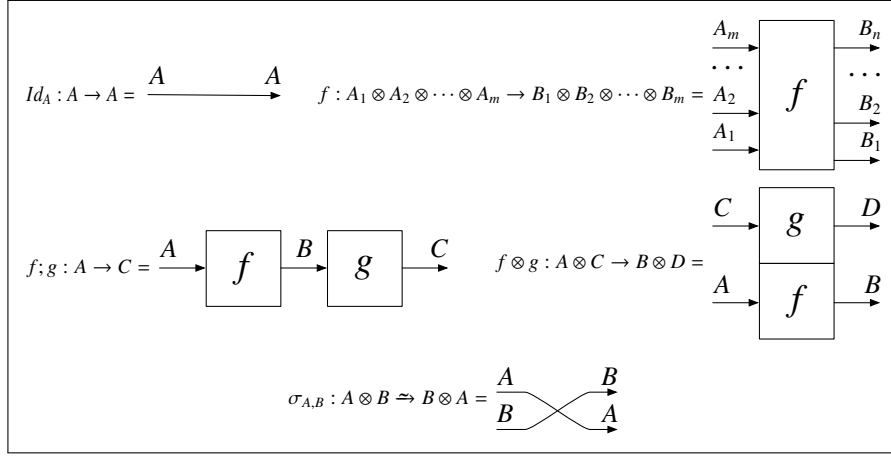 Id_A : A → A = A A
f : A_1 ⊗ A_2 ⊗ ⋯ ⊗ A_m → B_1 ⊗ B_2 ⊗ ⋯ ⊗ B_m =
A_m f B_n
⋯ ⋯
A_2 B_2
A_1 B_1
f; g : A → C = A f B g C
f ⊗ g : A ⊗ C → B ⊗ D =
C g D
A f B
σ_{A,B} : A ⊗ B ≃→ B ⊗ A =
A B
B A